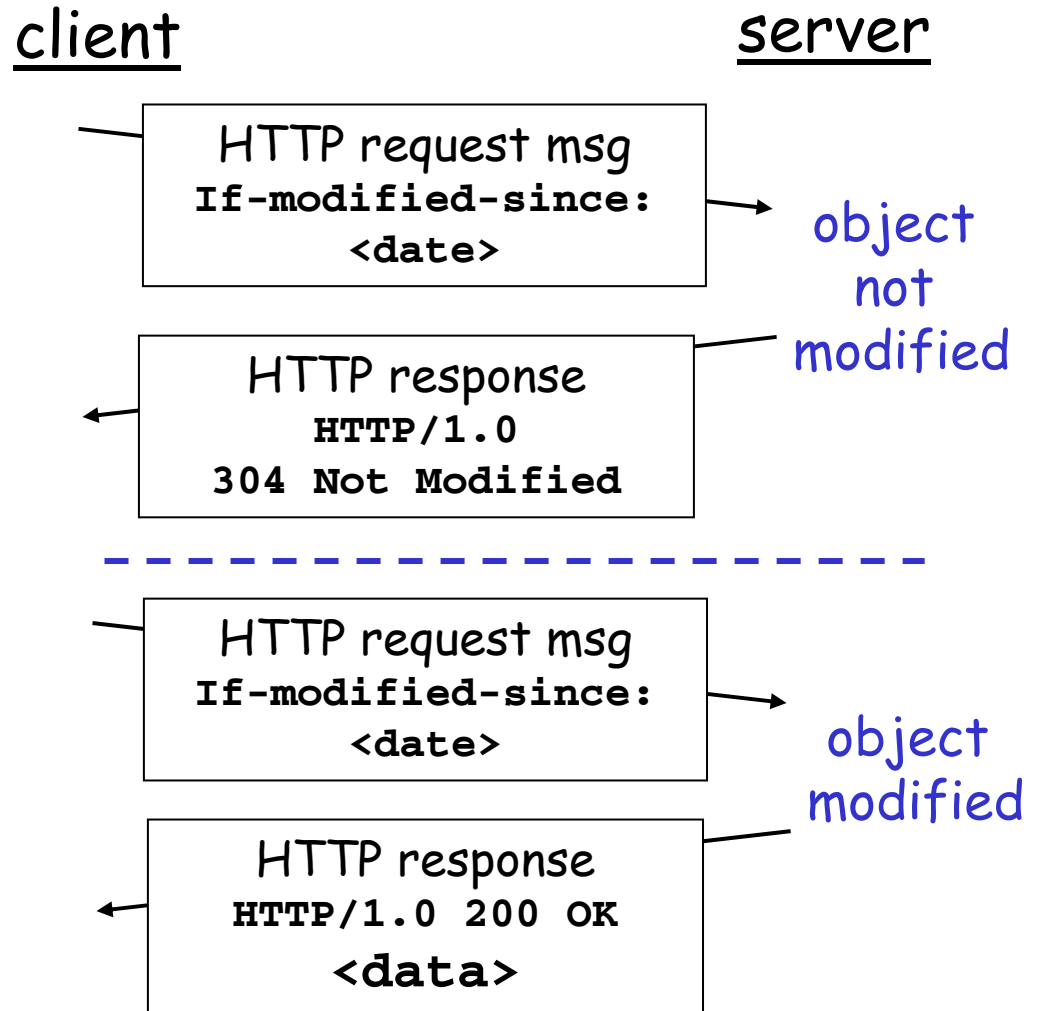 client
server
HTTP request msg
If-modified-since:
<date>
object
not
modified
HTTP response
HTTP/1.0
304 Not Modified
HTTP request msg
If-modified-since:
<date>
object
modified
HTTP response
HTTP/1.0 200 OK
<data>